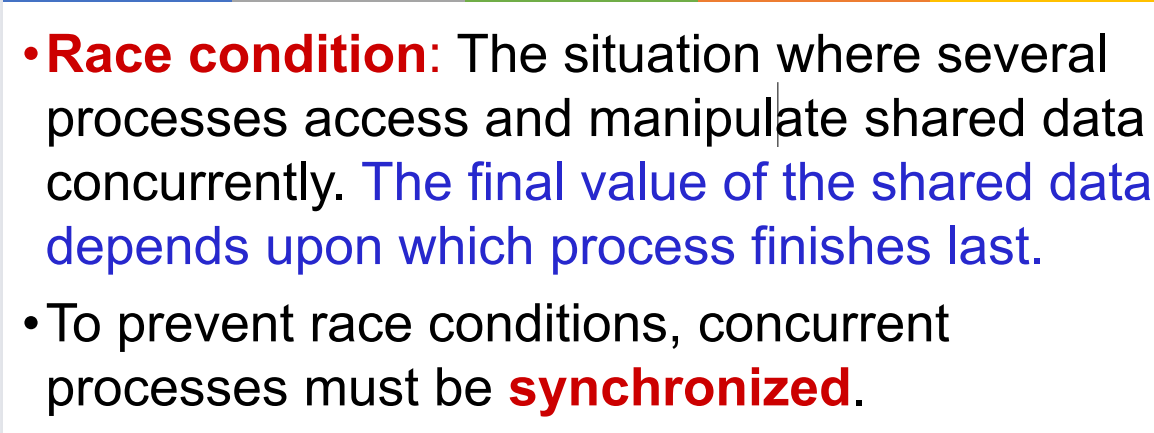 •Race condition: The situation where several
processes access and manipulate shared data
concurrently. The final value of the shared data
depends upon which process finishes last.
•To prevent race conditions, concurrent
processes must be synchronized.